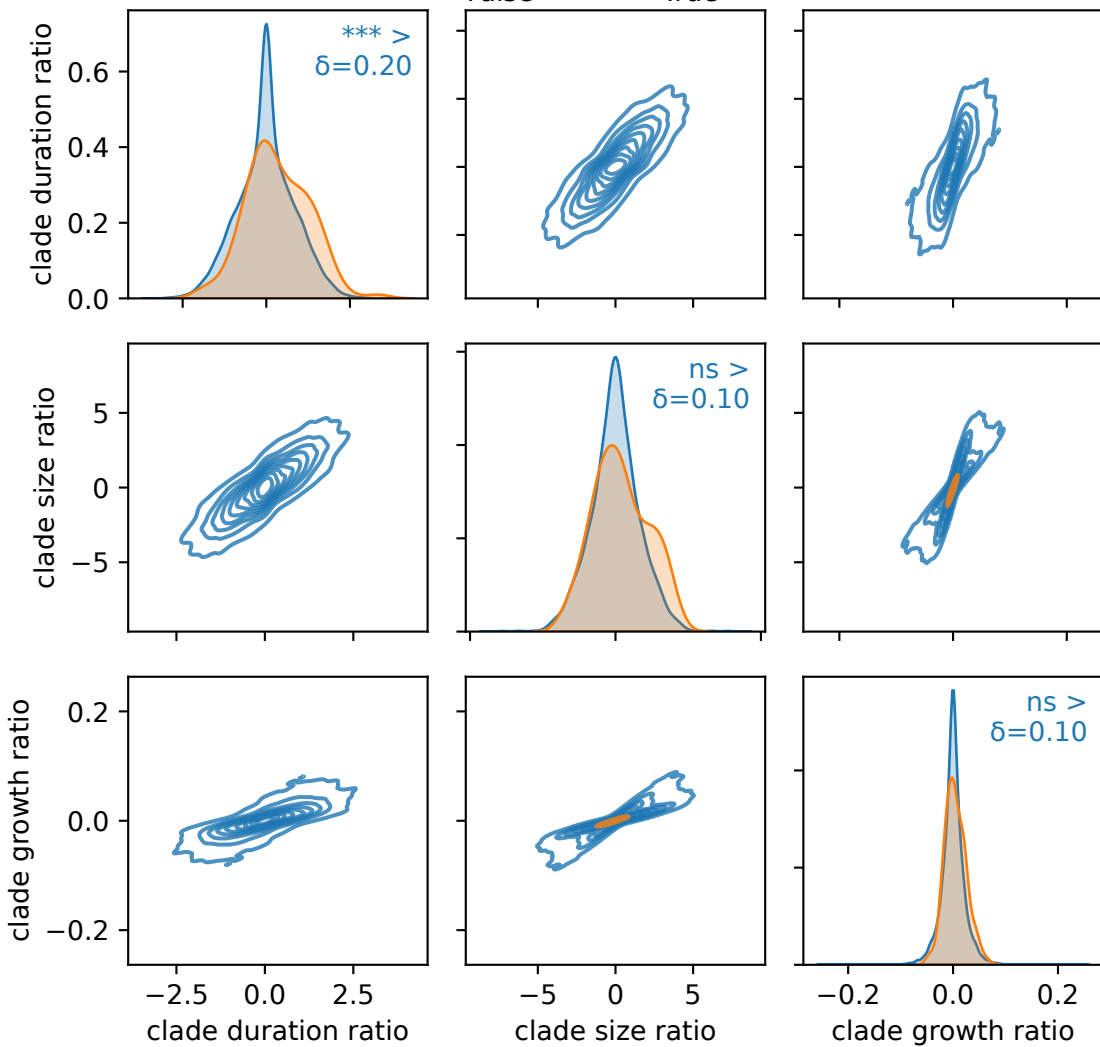 *** >
δ=0.20
clade duration ratio
0.6
0.4
0.2
0.0
ns >
δ=0.10
clade size ratio
5
0
−5
ns >
δ=0.10
clade growth ratio
0.2
0.0
−0.2
−2.5 0.0 2.5 −5 0 5 −0.2 0.0 0.2
clade duration ratio clade size ratio clade growth ratio